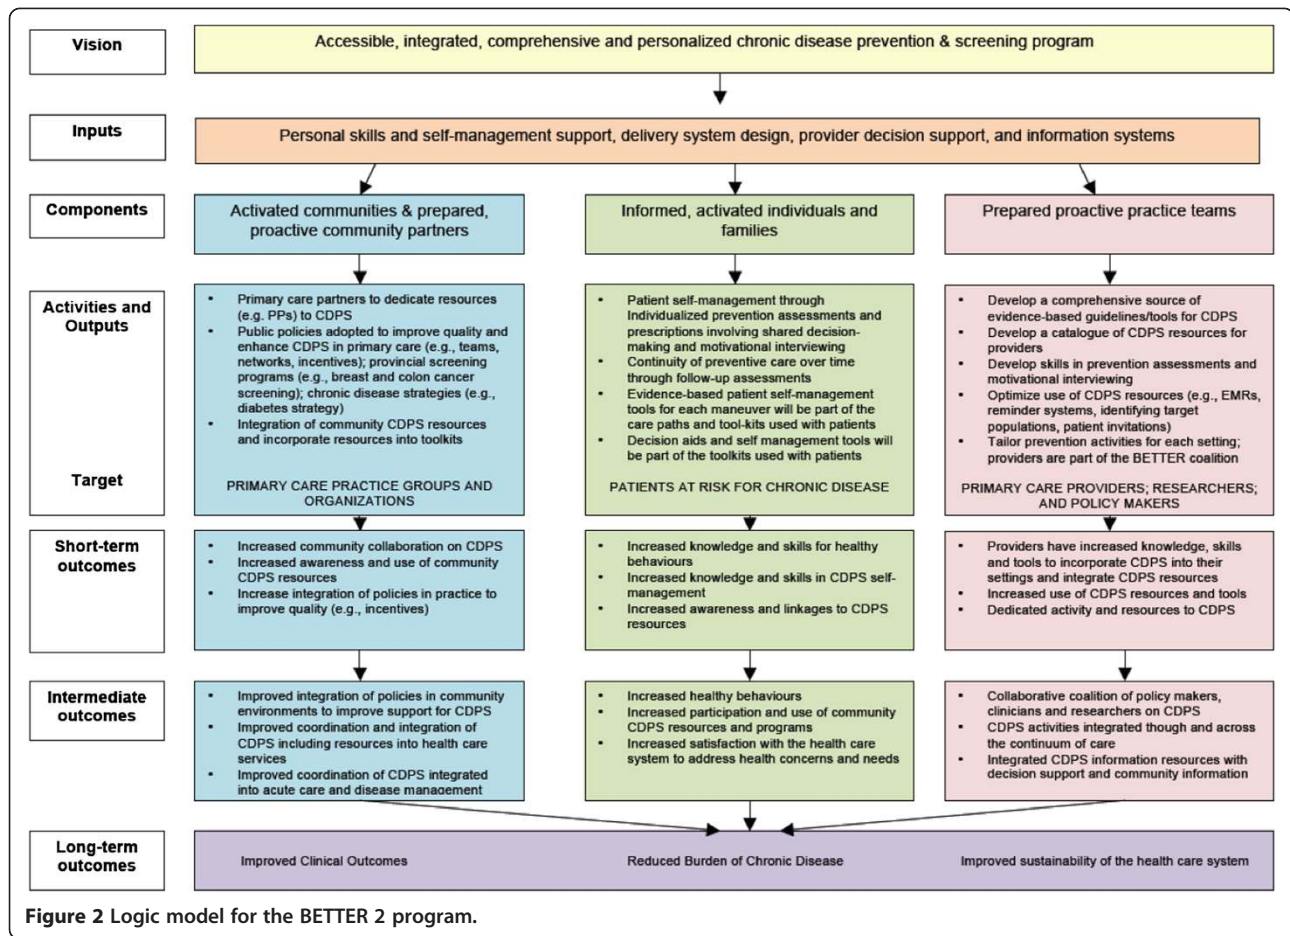 Vision
Accessible, integrated, comprehensive and personalized chronic disease prevention & screening program
Inputs
Personal skills and self-management support, delivery system design, provider decision support, and information systems
Components
Activated communities & prepared,
proactive community partners
Informed, activated individuals and
families
Prepared proactive practice teams
Activities and
Outputs
• Primary care partners to dedicate resources
(e.g. PPs) to CDPS
• Public policies adopted to improve quality and
enhance CDPS in primary care (e.g., teams,
networks, incentives); provincial screening
programs (e.g., breast and colon cancer
screening); chronic disease strategies (e.g.,
diabetes strategy)
• Integration of community CDPS resources
and incorporate resources into toolkits
• Patient self-management through
Individualized prevention assessments and
prescriptions involving shared decision-
making and motivational interviewing
• Continuity of preventive care over time
through follow-up assessments
• Evidence-based patient self-management
tools for each maneuver will be part of the
care paths and tool-kits used with patients
• Decision aids and self management tools will
be part of the toolkits used with patients
• Develop a comprehensive source of
evidence-based guidelines/tools for CDPS
• Develop a catalogue of CDPS resources for
providers
• Develop skills in prevention assessments and
motivational interviewing
• Optimize use of CDPS resources (e.g., EMRs,
reminder systems, identifying target
populations, patient invitations)
• Tailor prevention activities for each setting;
providers are part of the BETTER coalition
Target
PRIMARY CARE PRACTICE GROUPS AND
ORGANIZATIONS
PATIENTS AT RISK FOR CHRONIC DISEASE
PRIMARY CARE PROVIDERS; RESEARCHERS;
AND POLICY MAKERS
Short-term
outcomes
• Increased community collaboration on CDPS
• Increased awareness and use of community
CDPS resources
• Increase integration of policies in practice to
improve quality (e.g., incentives)
• Increased knowledge and skills for healthy
behaviours
• Increased knowledge and skills in CDPS self-
management
• Increased awareness and linkages to CDPS
resources
• Providers have increased knowledge, skills
and tools to incorporate CDPS into their
settings and integrate CDPS resources
• Increased use of CDPS resources and tools
• Dedicated activity and resources to CDPS
Intermediate
outcomes
• Improved integration of policies in community
environments to improve support for CDPS
• Improved coordination and integration of
CDPS including resources into health care
services
• Improved coordination of CDPS integrated
into acute care and disease management
• Increased healthy behaviours
• Increased participation and use of community
CDPS resources and programs
• Increased satisfaction with the health care
system to address health concerns and needs
• Collaborative coalition of policy makers,
clinicians and researchers on CDPS
• CDPS activities integrated though and across
the continuum of care
• Integrated CDPS information resources with
decision support and community information
Long-term
outcomes
Improved Clinical Outcomes
Reduced Burden of Chronic Disease
Improved sustainability of the health care system
Figure 2 Logic model for the BETTER 2 program.